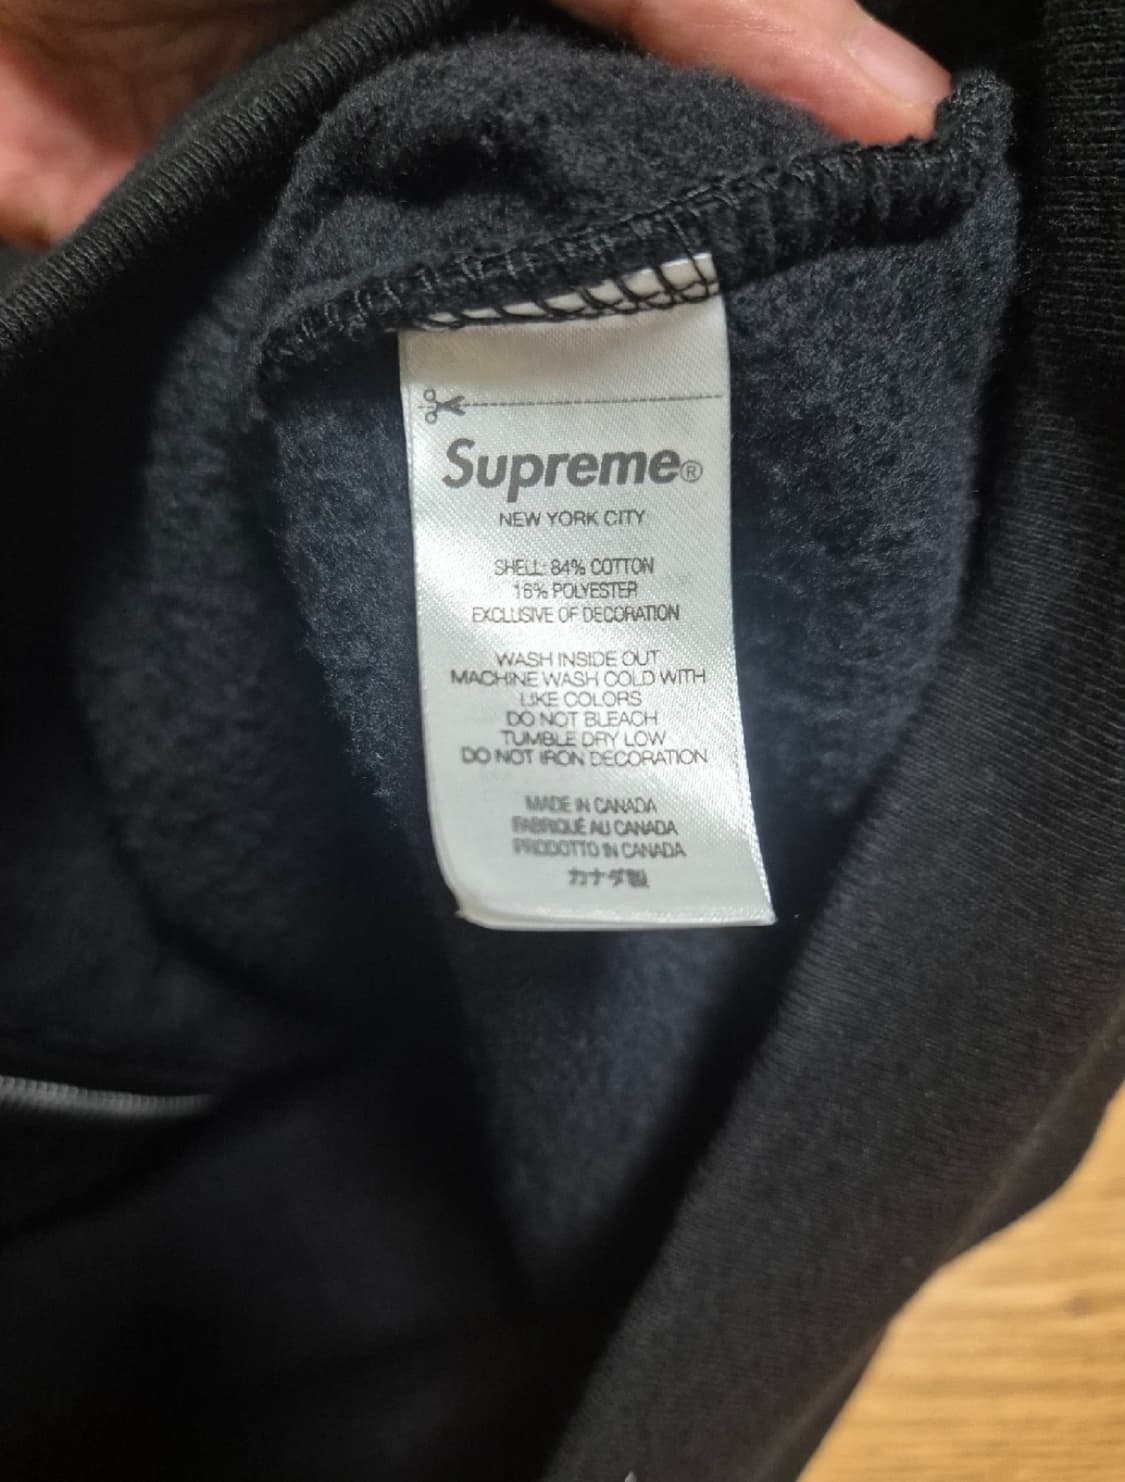 Supreme®
NEW YORK CITY
SHELL: 84% COTTON
16% POLYESTER
EXCLUSIVE OF DECORATION
WASH INSIDE OUT
MACHINE WASH COLD WITH
LIKE COLORS
DO NOT BLEACH
TUMBLE DRY LOW
DO NOT IRON DECORATION
MADE IN CANADA
FABRIQUÉ AU CANADA
PRODOTTO IN CANADA
カナダ製